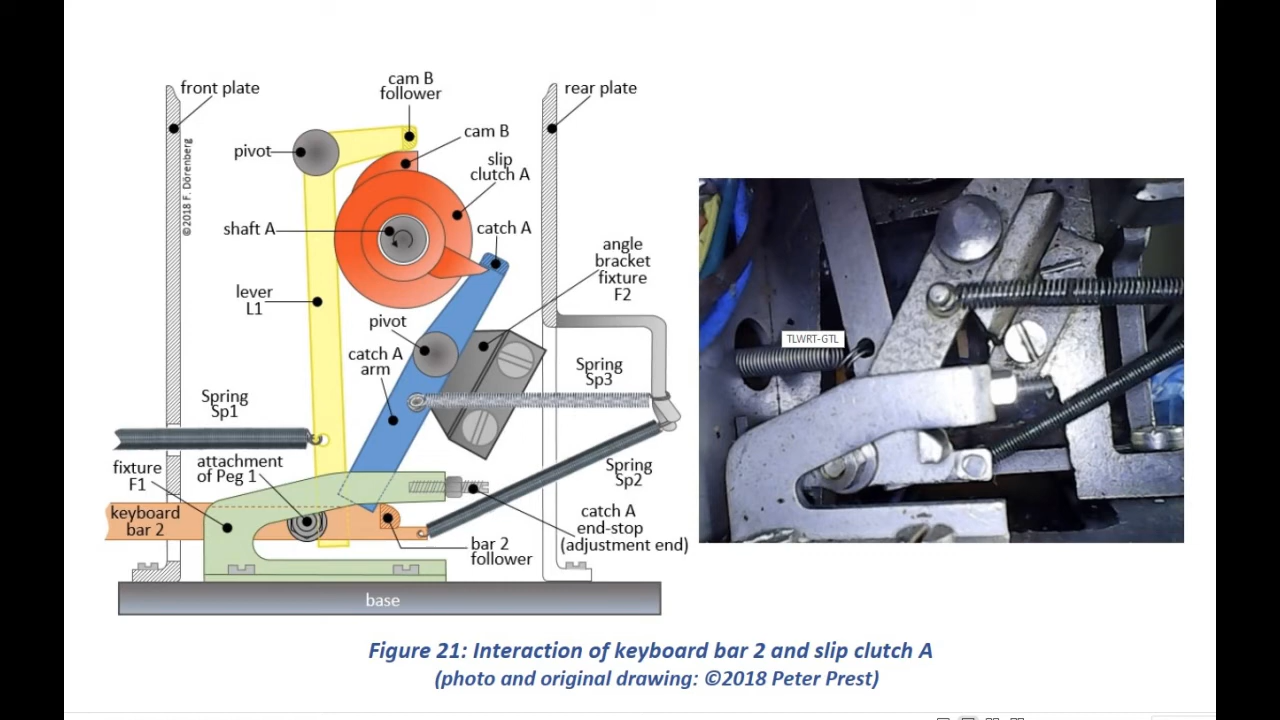 cam B
follower
front plate
rear plate
cam B
pivot
slip
clutch A
©2018 F. Dörenberg
shaft A
catch A
angle
bracket
fixture
F2
lever
L1
pivot
catch A
arm
Spring
Sp3
Spring
Sp1
fixture
F1
attachment
of Peg 1
Spring
Sp2
keyboard
bar 2
catch A
end-stop
(adjustment end)
bar 2
follower
base
TLWRT-GTL
Figure 21: Interaction of keyboard bar 2 and slip clutch A
(photo and original drawing: ©2018 Peter Prest)